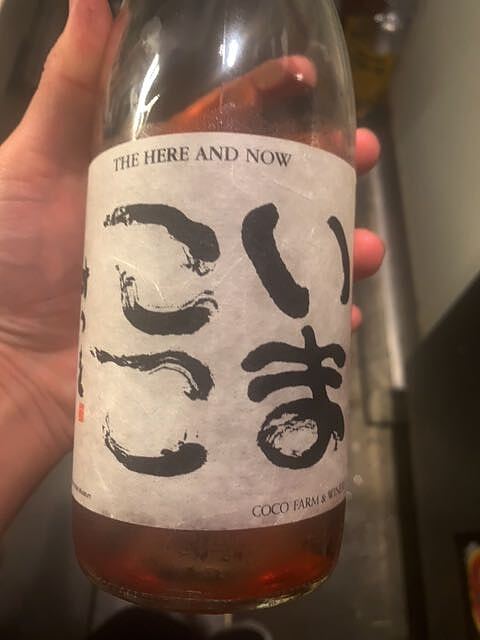 THE HERE AND NOW
いま
ここ
COCO FARM & WINE